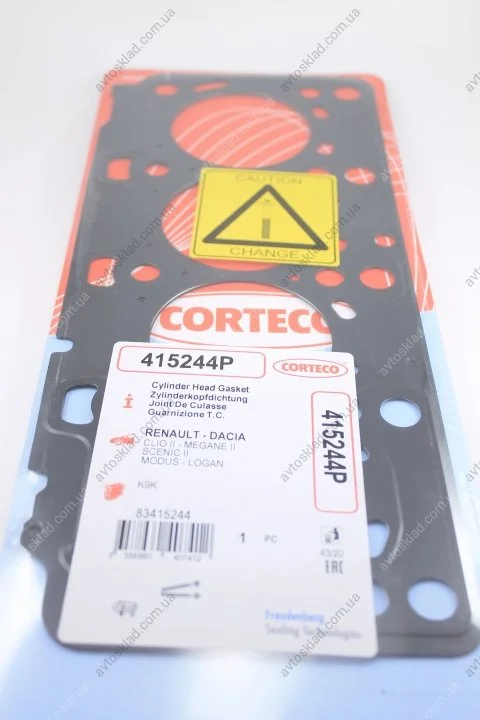 CAUTION
CHANGE
CORTECO
415244P
CORTECO
Cylinder Head Gasket
Zylinderkopfdichtung
Joint De Culasse
Guarnizione T.C.
415244P
RENAULT - DACIA
CLIO II - MEGANE II
SCENIC II
MODUS - LOGAN
K9K
83415244
1 PC
43/20
EAC
Freudenberg
Sealing Technologies
avtosklad.com.ua